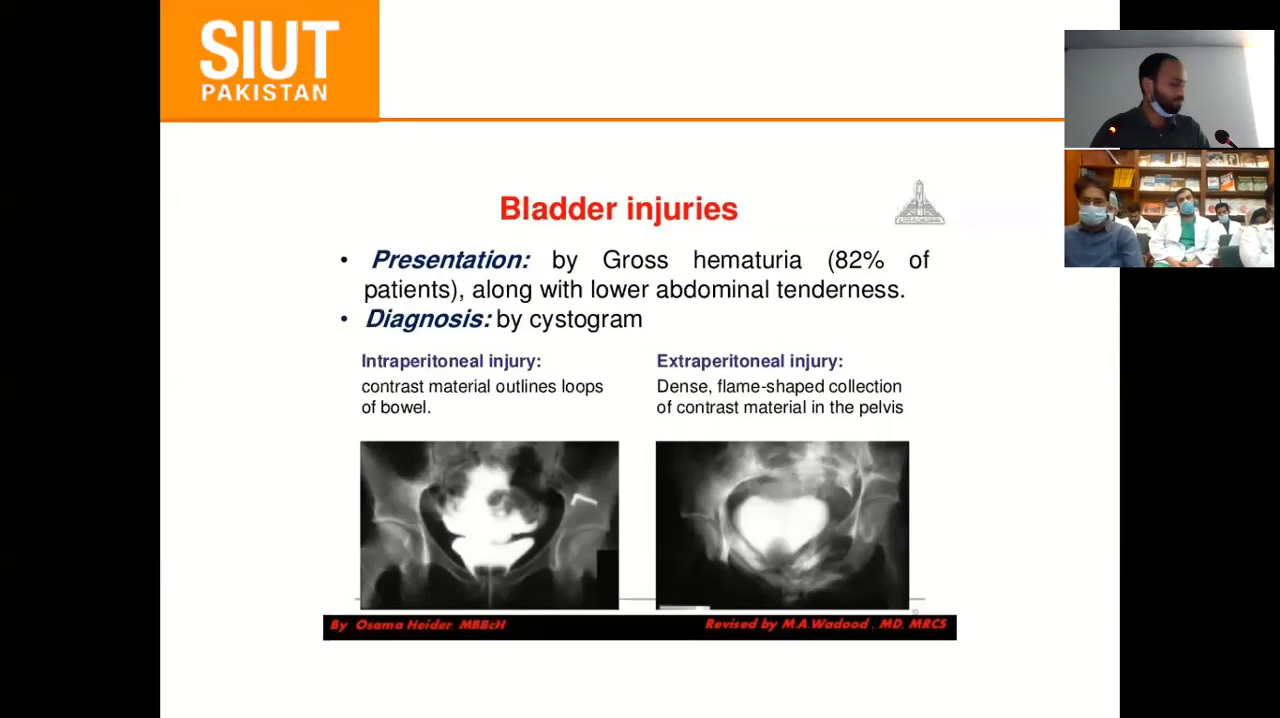 SIUT
PAKISTAN
Bladder injuries
• Presentation: by Gross hematuria (82% of
patients), along with lower abdominal tenderness.
• Diagnosis: by cystogram
Intraperitoneal injury:
contrast material outlines loops
of bowel.
Extraperitoneal injury:
Dense, flame-shaped collection
of contrast material in the pelvis
By Osama Heider, MBBcH
Revised by M.A.Wadood , MD, MRCS